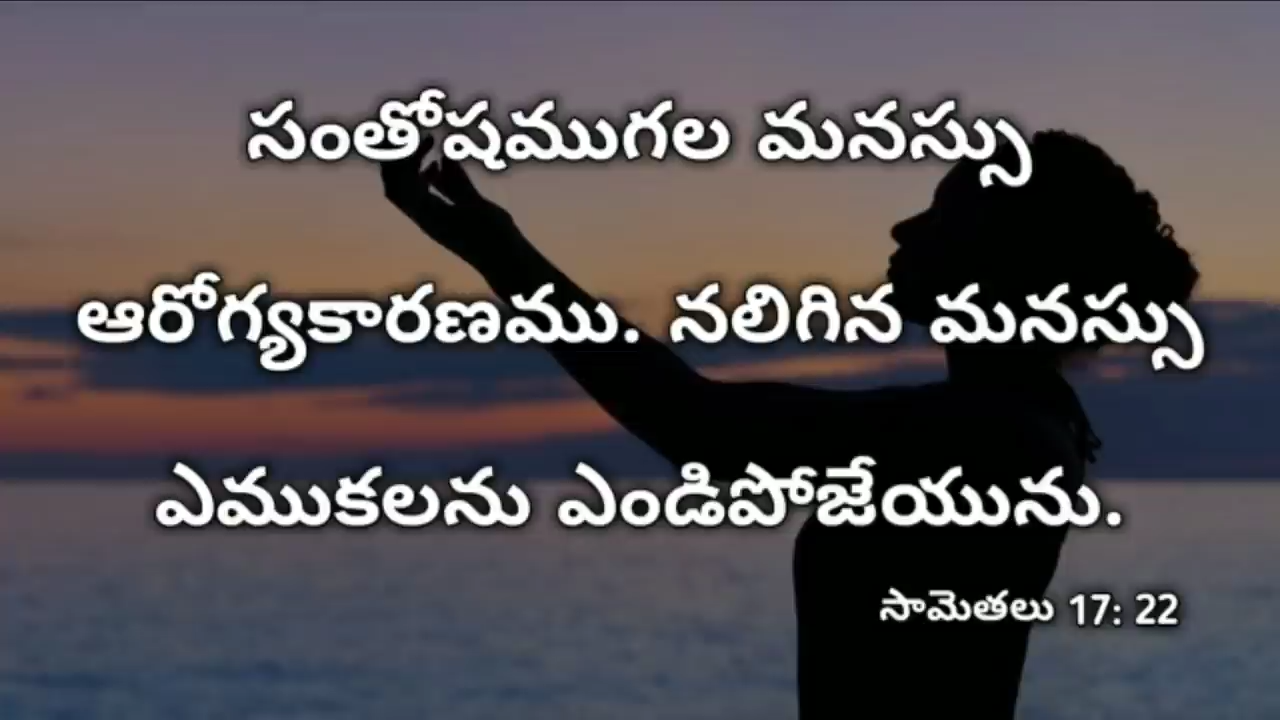 సంతోషముగల మనస్సు
ఆరోగ్యకారణము. నలిగిన మనస్సు
ఎముకలను ఎండిపోజేయును.
సామెతలు 17: 22